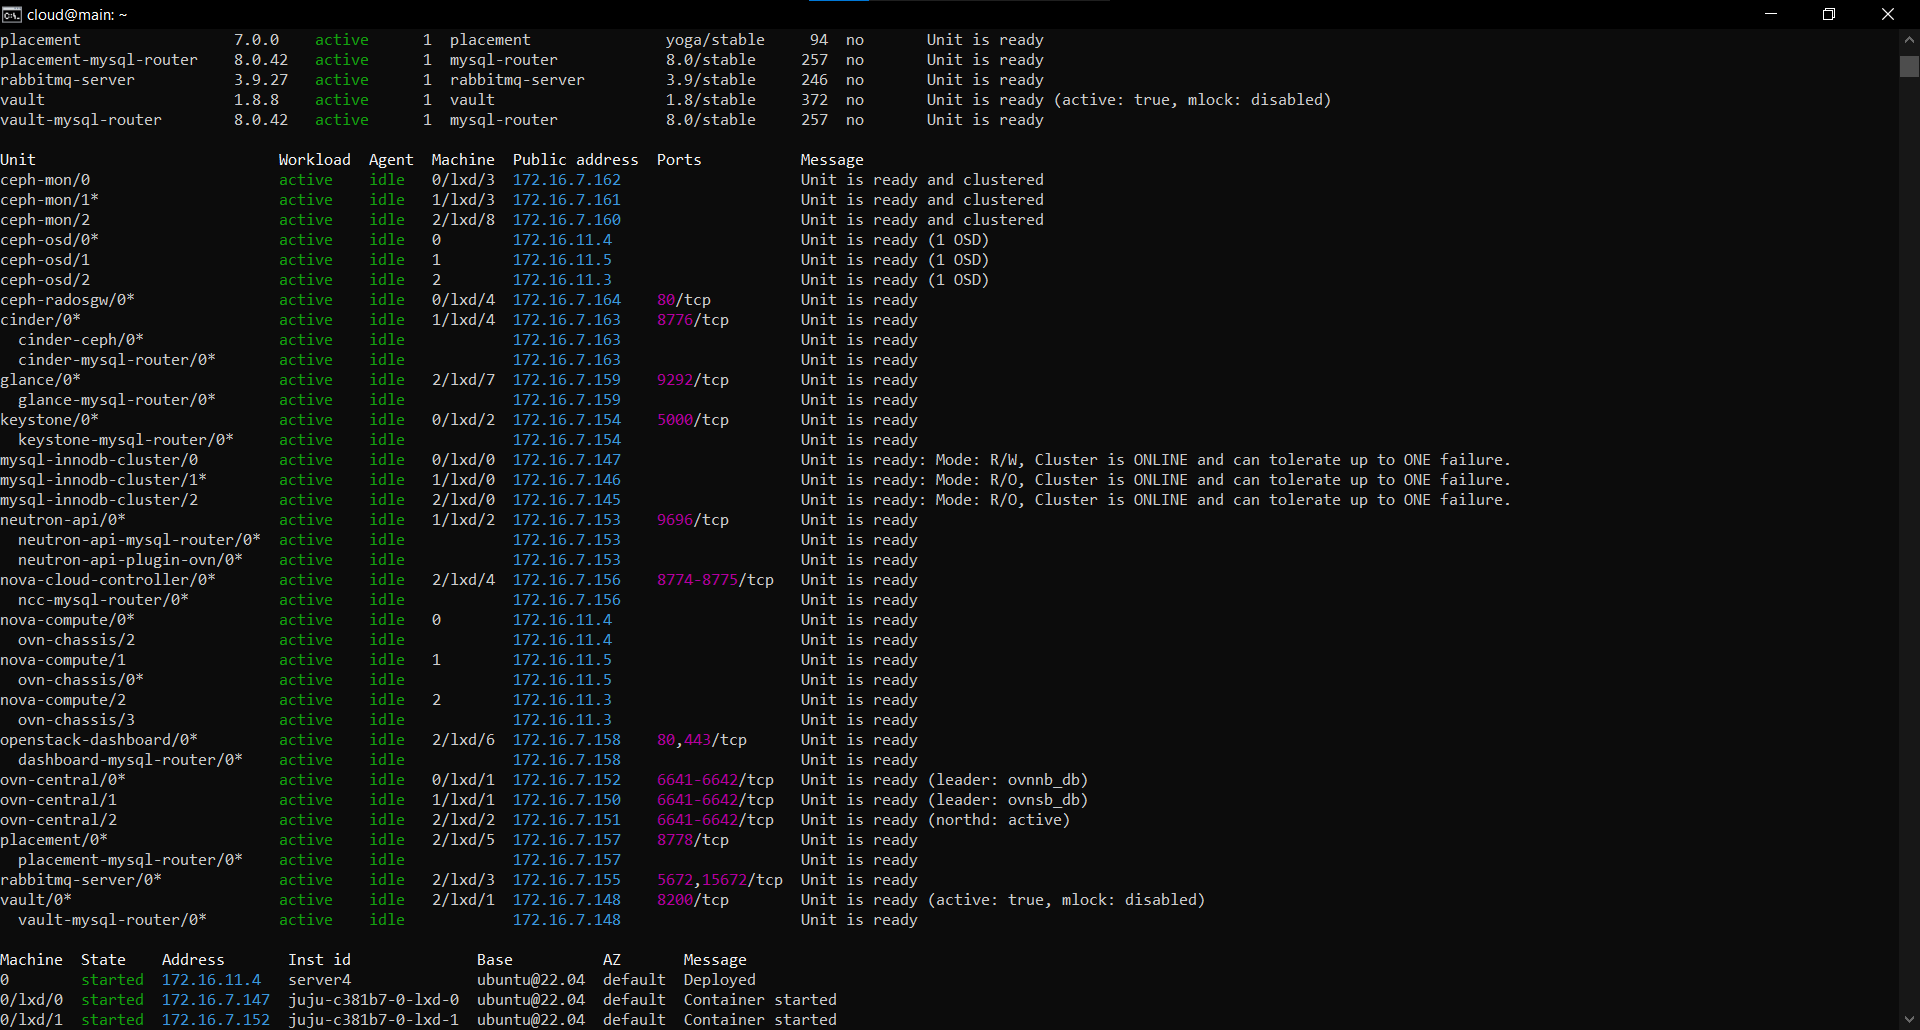 cloud@main: ~
placement                 7.0.0    active      1  placement               yoga/stable     94  no       Unit is ready
placement-mysql-router    8.0.42   active      1  mysql-router            8.0/stable     257  no       Unit is ready
rabbitmq-server           3.9.27   active      1  rabbitmq-server         3.9/stable     246  no       Unit is ready
vault                     1.8.8    active      1  vault                   1.8/stable     372  no       Unit is ready (active: true, mlock: disabled)
vault-mysql-router        8.0.42   active      1  mysql-router            8.0/stable     257  no       Unit is ready
Unit                           Workload  Agent  Machine  Public address  Ports           Message
ceph-mon/0                     active    idle   0/lxd/3  172.16.7.162                    Unit is ready and clustered
ceph-mon/1*                    active    idle   1/lxd/3  172.16.7.161                    Unit is ready and clustered
ceph-mon/2                     active    idle   2/lxd/8  172.16.7.160                    Unit is ready and clustered
ceph-osd/0*                    active    idle   0        172.16.11.4                     Unit is ready (1 OSD)
ceph-osd/1                     active    idle   1        172.16.11.5                     Unit is ready (1 OSD)
ceph-osd/2                     active    idle   2        172.16.11.3                     Unit is ready (1 OSD)
ceph-radosgw/0*                active    idle   0/lxd/4  172.16.7.164    80/tcp          Unit is ready
cinder/0*                      active    idle   1/lxd/4  172.16.7.163    8776/tcp        Unit is ready
  cinder-ceph/0*               active    idle            172.16.7.163                    Unit is ready
  cinder-mysql-router/0*       active    idle            172.16.7.163                    Unit is ready
glance/0*                      active    idle   2/lxd/7  172.16.7.159    9292/tcp        Unit is ready
  glance-mysql-router/0*       active    idle            172.16.7.159                    Unit is ready
keystone/0*                    active    idle   0/lxd/2  172.16.7.154    5000/tcp        Unit is ready
  keystone-mysql-router/0*     active    idle            172.16.7.154                    Unit is ready
mysql-innodb-cluster/0         active    idle   0/lxd/0  172.16.7.147                    Unit is ready: Mode: R/W, Cluster is ONLINE and can tolerate up to ONE failure.
mysql-innodb-cluster/1*        active    idle   1/lxd/0  172.16.7.146                    Unit is ready: Mode: R/O, Cluster is ONLINE and can tolerate up to ONE failure.
mysql-innodb-cluster/2         active    idle   2/lxd/0  172.16.7.145                    Unit is ready: Mode: R/O, Cluster is ONLINE and can tolerate up to ONE failure.
neutron-api/0*                 active    idle   1/lxd/2  172.16.7.153    9696/tcp        Unit is ready
  neutron-api-mysql-router/0*  active    idle            172.16.7.153                    Unit is ready
  neutron-api-plugin-ovn/0*    active    idle            172.16.7.153                    Unit is ready
nova-cloud-controller/0*       active    idle   2/lxd/4  172.16.7.156    8774-8775/tcp   Unit is ready
  ncc-mysql-router/0*          active    idle            172.16.7.156                    Unit is ready
nova-compute/0*                active    idle   0        172.16.11.4                     Unit is ready
  ovn-chassis/2                active    idle            172.16.11.4                     Unit is ready
nova-compute/1                 active    idle   1        172.16.11.5                     Unit is ready
  ovn-chassis/0*               active    idle            172.16.11.5                     Unit is ready
nova-compute/2                 active    idle   2        172.16.11.3                     Unit is ready
  ovn-chassis/3                active    idle            172.16.11.3                     Unit is ready
openstack-dashboard/0*         active    idle   2/lxd/6  172.16.7.158    80,443/tcp      Unit is ready
  dashboard-mysql-router/0*    active    idle            172.16.7.158                    Unit is ready
ovn-central/0*                 active    idle   0/lxd/1  172.16.7.152    6641-6642/tcp   Unit is ready (leader: ovnnb_db)
ovn-central/1                  active    idle   1/lxd/1  172.16.7.150    6641-6642/tcp   Unit is ready (leader: ovnsb_db)
ovn-central/2                  active    idle   2/lxd/2  172.16.7.151    6641-6642/tcp   Unit is ready (northd: active)
placement/0*                   active    idle   2/lxd/5  172.16.7.157    8778/tcp        Unit is ready
  placement-mysql-router/0*    active    idle            172.16.7.157                    Unit is ready
rabbitmq-server/0*             active    idle   2/lxd/3  172.16.7.155    5672,15672/tcp  Unit is ready
vault/0*                       active    idle   2/lxd/1  172.16.7.148    8200/tcp        Unit is ready (active: true, mlock: disabled)
  vault-mysql-router/0*        active    idle            172.16.7.148                    Unit is ready
Machine  State    Address       Inst id              Base          AZ       Message
0        started  172.16.11.4   server4              ubuntu@22.04  default  Deployed
0/lxd/0  started  172.16.7.147  juju-c381b7-0-lxd-0  ubuntu@22.04  default  Container started
0/lxd/1  started  172.16.7.152  juju-c381b7-0-lxd-1  ubuntu@22.04  default  Container started